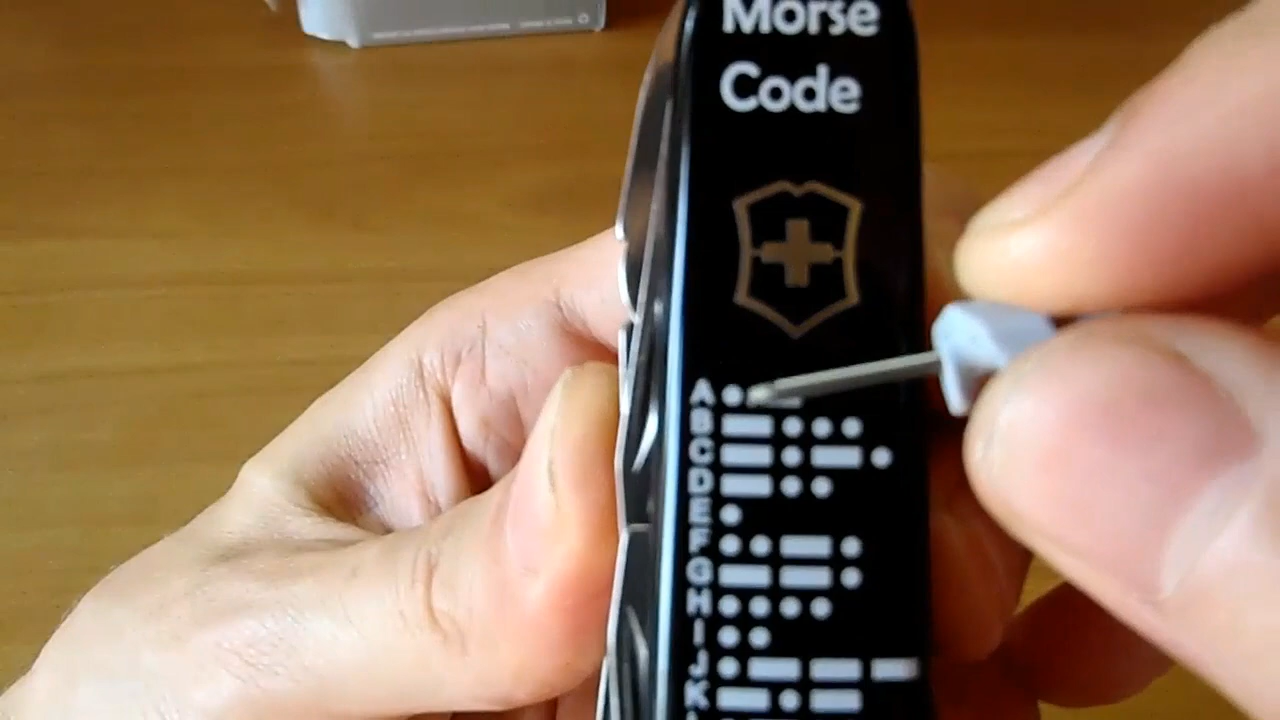 Morse
Code
A ● ▬
B ▬ ● ● ●
C ▬ ● ▬ ●
D ▬ ● ●
E ●
F ● ● ▬ ●
G ▬ ▬ ●
H ● ● ● ●
I ● ●
J ● ▬ ▬ ▬
K ▬ ● ▬